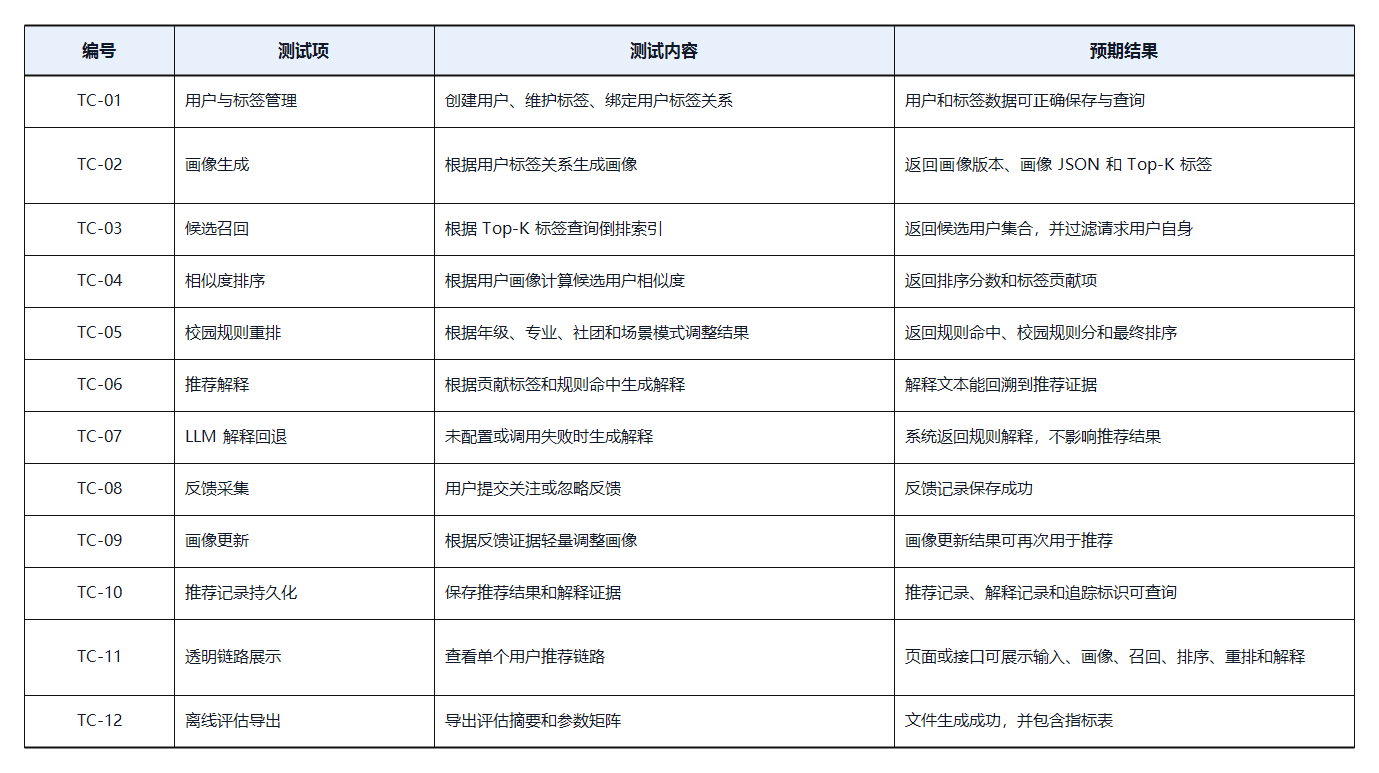 编号 测试项 测试内容 预期结果
TC-01 用户与标签管理 创建用户、维护标签、绑定用户标签关系 用户和标签数据可正确保存与查询
TC-02 画像生成 根据用户标签关系生成画像 返回画像版本、画像 JSON 和 Top-K 标签
TC-03 候选召回 根据 Top-K 标签查询倒排索引 返回候选用户集合，并过滤请求用户自身
TC-04 相似度排序 根据用户画像计算候选用户相似度 返回排序分数和标签贡献项
TC-05 校园规则重排 根据年级、专业、社团和场景模式调整结果 返回规则命中、校园规则分和最终排序
TC-06 推荐解释 根据贡献标签和规则命中生成解释 解释文本能回溯到推荐证据
TC-07 LLM 解释回退 未配置或调用失败时生成解释 系统返回规则解释，不影响推荐结果
TC-08 反馈采集 用户提交关注或忽略反馈 反馈记录保存成功
TC-09 画像更新 根据反馈证据轻量调整画像 画像更新结果可再次用于推荐
TC-10 推荐记录持久化 保存推荐结果和解释证据 推荐记录、解释记录和追踪标识可查询
TC-11 透明链路展示 查看单个用户推荐链路 页面或接口可展示输入、画像、召回、排序、重排和解释
TC-12 离线评估导出 导出评估摘要和参数矩阵 文件生成成功，并包含指标表